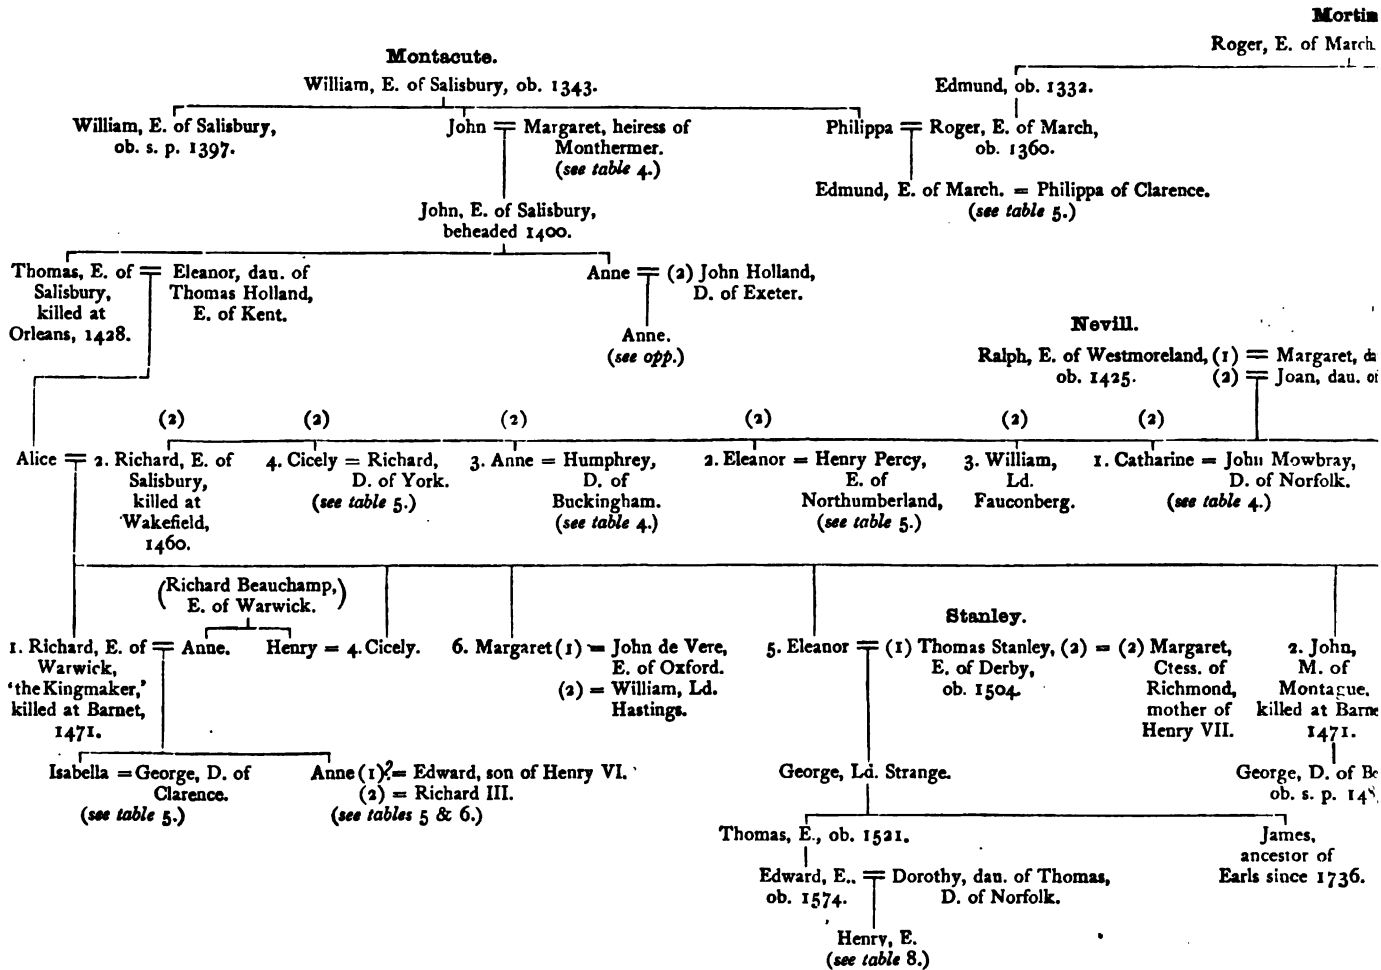 Roger, E. of March
Montacute.
William, E. of Salisbury, ob. 1343.
Edmund, ob. 1332.
William, E. of Salisbury,
ob. s. p. 1397.
John = Margaret, heiress of
Monthermer.
(see table 4.)
Philippa = Roger, E. of March,
ob. 1360.
Edmund, E. of March. = Philippa of Clarence.
(see table 5.)
John, E. of Salisbury,
beheaded 1400.
Thomas, E. of = Eleanor, dau. of
Salisbury, Thomas Holland,
killed at E. of Kent.
Orleans, 1428.
Anne = (2) John Holland,
D. of Exeter.
Anne.
(see opp.)
Nevill.
Ralph, E. of Westmoreland, (1) = Margaret,
ob. 1425. (2) = Joan, dau.
(2) (2) (2) (2) (2) (2)
Alice = 2. Richard, E. of
Salisbury,
killed at
Wakefield,
1460.
4. Cicely = Richard,
D. of York.
(see table 5.)
3. Anne = Humphrey,
D. of
Buckingham.
(see table 4.)
2. Eleanor = Henry Percy,
E. of
Northumberland,
(see table 5.)
3. William,
Ld.
Fauconberg.
1. Catharine = John Mowbray,
D. of Norfolk.
(see table 4.)
(Richard Beauchamp,)
E. of Warwick.
1. Richard, E. of = Anne.
Warwick,
'the Kingmaker,'
killed at Barnet,
1471.
Henry = 4. Cicely.
6. Margaret (1) = John de Vere,
E. of Oxford.
(2) = William, Ld.
Hastings.
Stanley.
5. Eleanor = (1) Thomas Stanley, (2) = (2) Margaret,
E. of Derby, Ctess. of
ob. 1504. Richmond,
mother of
Henry VII.
2. John,
M. of
Montague,
killed at
1471.
Isabella = George, D. of
Clarence.
(see table 5.)
Anne (1)?= Edward, son of Henry VI.
(2) = Richard III.
(see tables 5 & 6.)
George, Ld. Strange.
George, D. of
ob. s. p.
Thomas, E., ob. 1521.
James,
ancestor of
Earls since 1736.
Edward, E., = Dorothy, dau. of Thomas,
ob. 1574. D. of Norfolk.
Henry, E.
(see table 8.)